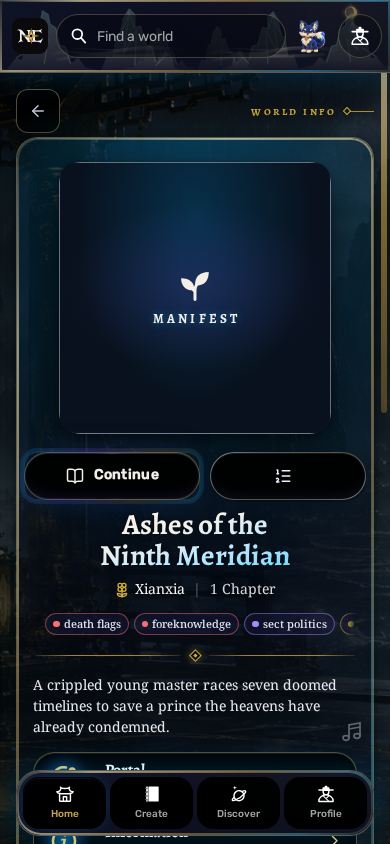 NE
Find a world
WORLD INFO
MANIFEST
Continue
Ashes of the
Ninth Meridian
Xianxia | 1 Chapter
death flags
foreknowledge
sect politics
A crippled young master races seven doomed
timelines to save a prince the heavens have
already condemned.
Portal
Home
Create
Discover
Profile